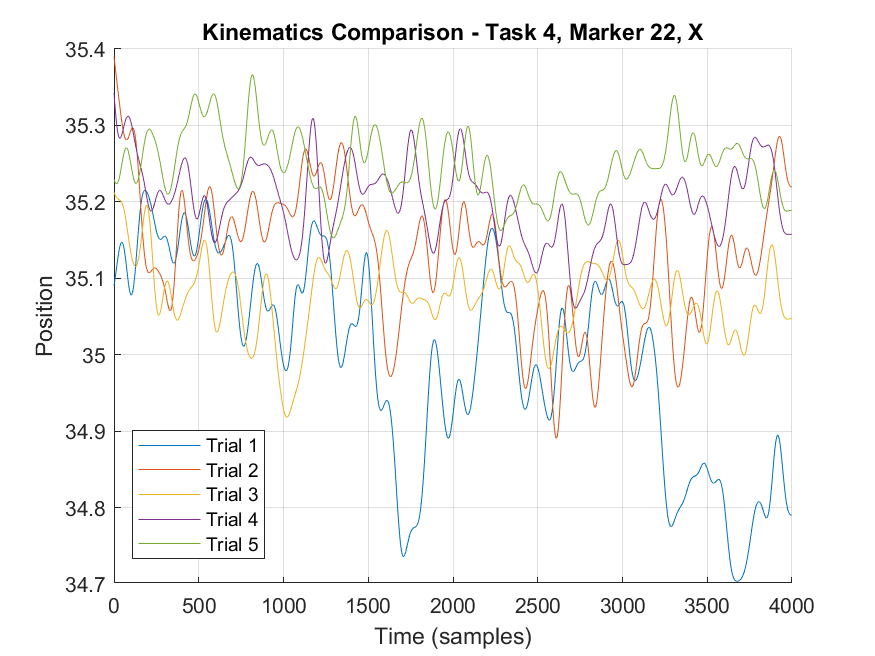 Kinematics Comparison - Task 4, Marker 22, X
35.4
35.3
35.2
35.1
35
34.9
34.8
34.7
Position
Trial 1
Trial 2
Trial 3
Trial 4
Trial 5
0 500 1000 1500 2000 2500 3000 3500 4000
Time (samples)